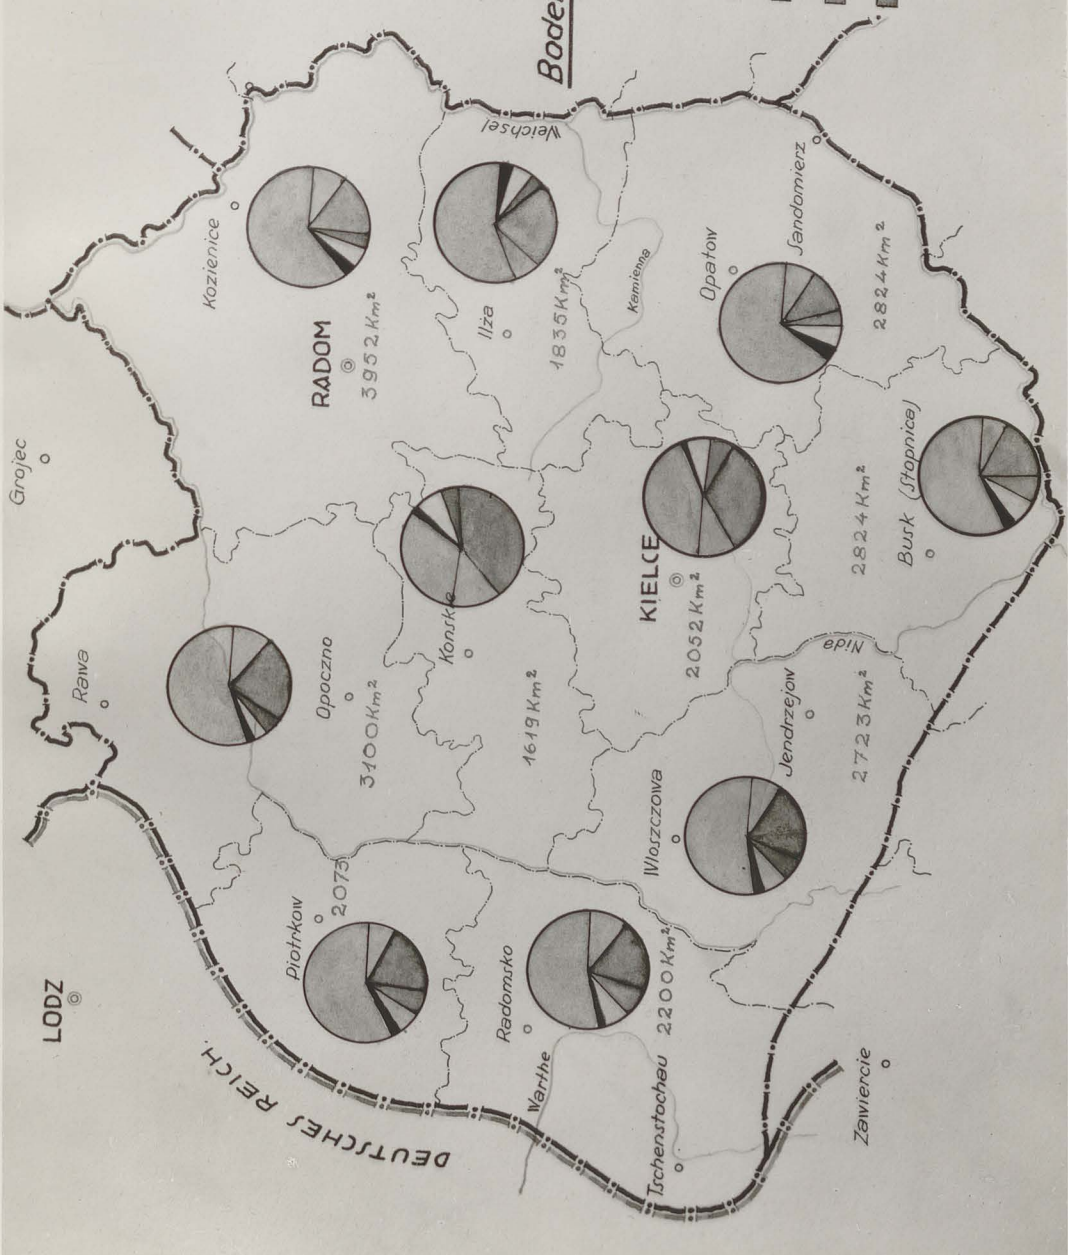 Bode
Weichsel
Kozienice
RADOM
3952 Km²
Ilża
1835 Km²
Kamienna
Opatow
Sandomierz
2824 Km²
Grojec
Busk (Stopnica)
2824 Km²
KIELCE
2052 Km²
Konskie
1619 Km²
Rawa
Opoczno
3100 Km²
Nida
Jendrzejow
2723 Km²
Wloszczowa
Piotrkow
2073
Radomsko
2200 Km²
LODZ
DEUTSCHES REICH
Warthe
Tschenstochau
Zawiercie